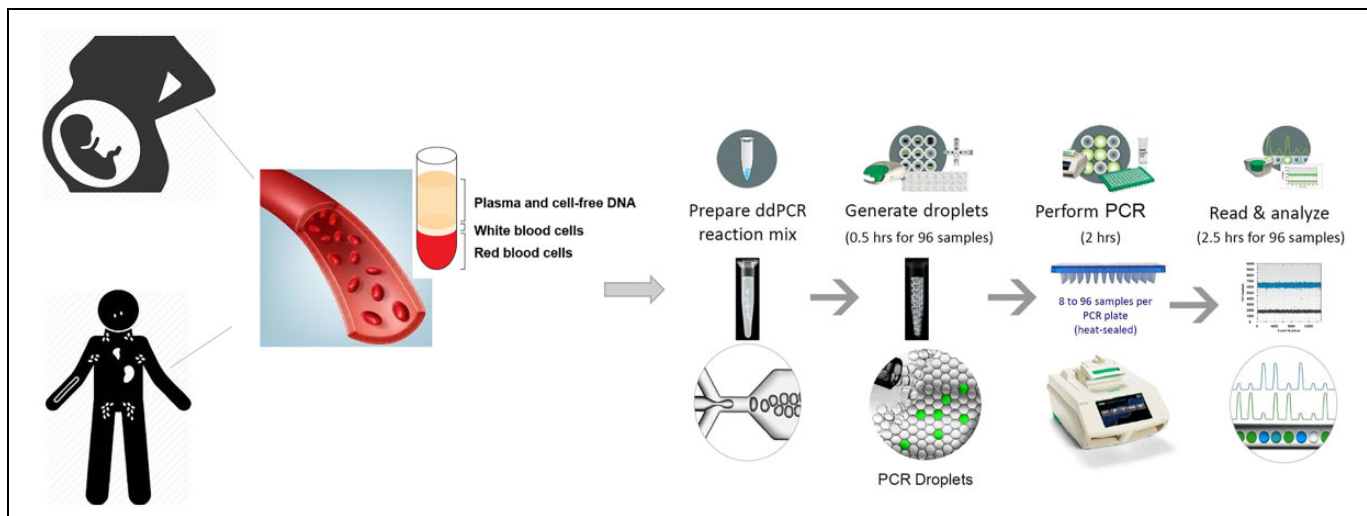 Plasma and cell-free DNA
White blood cells
Red blood cells
Prepare ddPCR
reaction mix
Generate droplets
(0.5 hrs for 96 samples)
PCR Droplets
Perform PCR
(2 hrs)
8 to 96 samples per
PCR plate
(heat-sealed)
Read & analyze
(2.5 hrs for 96 samples)